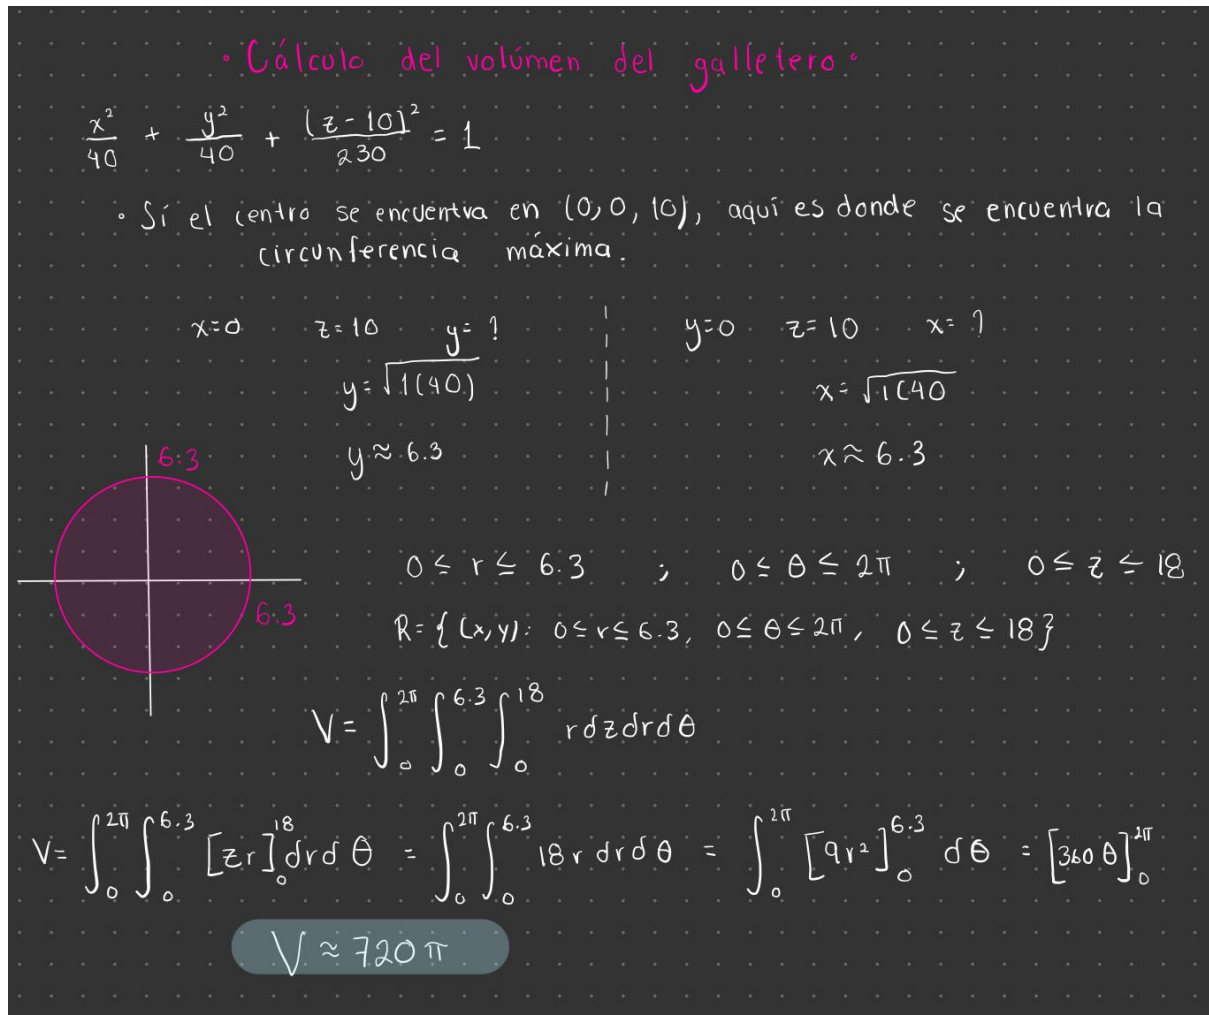 • Cálculo del volúmen del galletero •
x²/40 + y²/40 + (z-10)²/230 = 1
• Sí el centro se encuentra en (0,0,10), aquí es donde se encuentra la
circunferencia máxima.
x=0 z=10 y=?
y=√1(40)
y≈6.3
y=0 z=10 x=?
x=√1(40
x≈6.3
6.3
6.3
0 ≤ r ≤ 6.3 ; 0 ≤ θ ≤ 2π ; 0 ≤ z ≤ 18
R={(x,y): 0≤r≤6.3, 0≤θ≤2π, 0≤z≤18}
V = ∫₀^2π ∫₀^6.3 ∫₀^18 r dz dr dθ
V= ∫₀^2π ∫₀^6.3 [zr]₀^18 dr dθ = ∫₀^2π ∫₀^6.3 18 r dr dθ = ∫₀^2π [9r²]₀^6.3 dθ = [360 θ]₀^2π
V ≈ 720 π